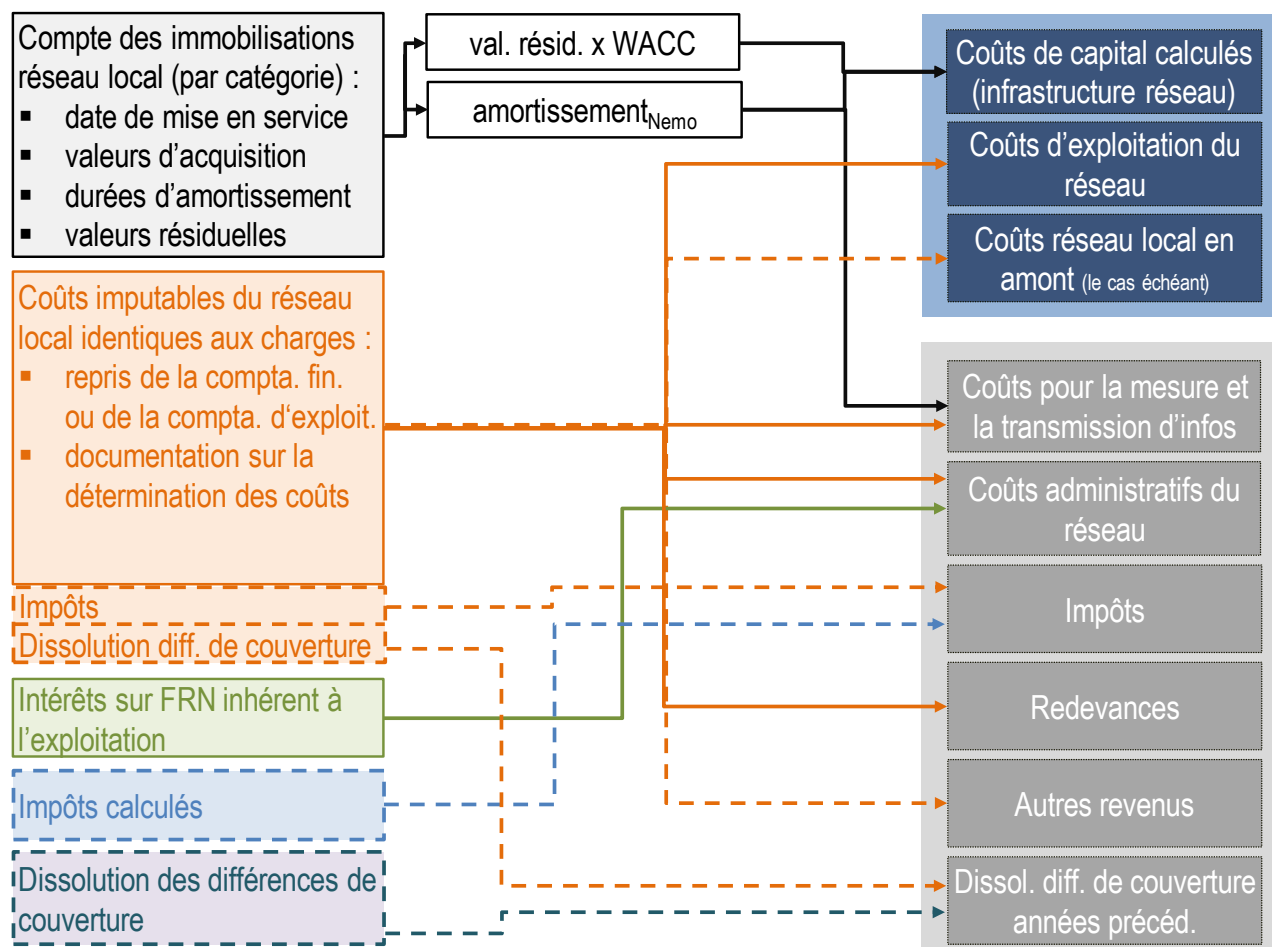 Compte des immobilisations
réseau local (par catégorie) :
▪ date de mise en service
▪ valeurs d'acquisition
▪ durées d'amortissement
▪ valeurs résiduelles
Coûts imputables du réseau
local identiques aux charges :
▪ repris de la compta. fin.
ou de la compta. d‘exploit.
▪ documentation sur la
détermination des coûts
Impôts
Dissolution diff. de couverture
Intérêts sur FRN inhérent à
l'exploitation
Impôts calculés
Dissolution des différences de
couverture
val. résid. x WACC
amortissementNemo
Coûts de capital calculés
(infrastructure réseau)
Coûts d'exploitation du
réseau
Coûts réseau local en
amont (le cas échéant)
Coûts pour la mesure et
la transmission d'infos
Coûts administratifs du
réseau
Impôts
Redevances
Autres revenus
Dissol. diff. de couverture
années précéd.